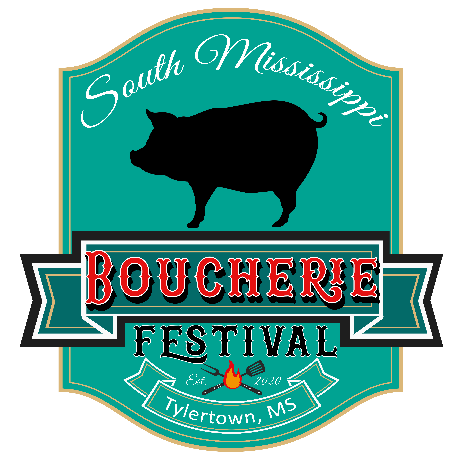 South Mississippi
BOUCHERIE
FESTIVAL
Est. 2020
Tylertown, MS